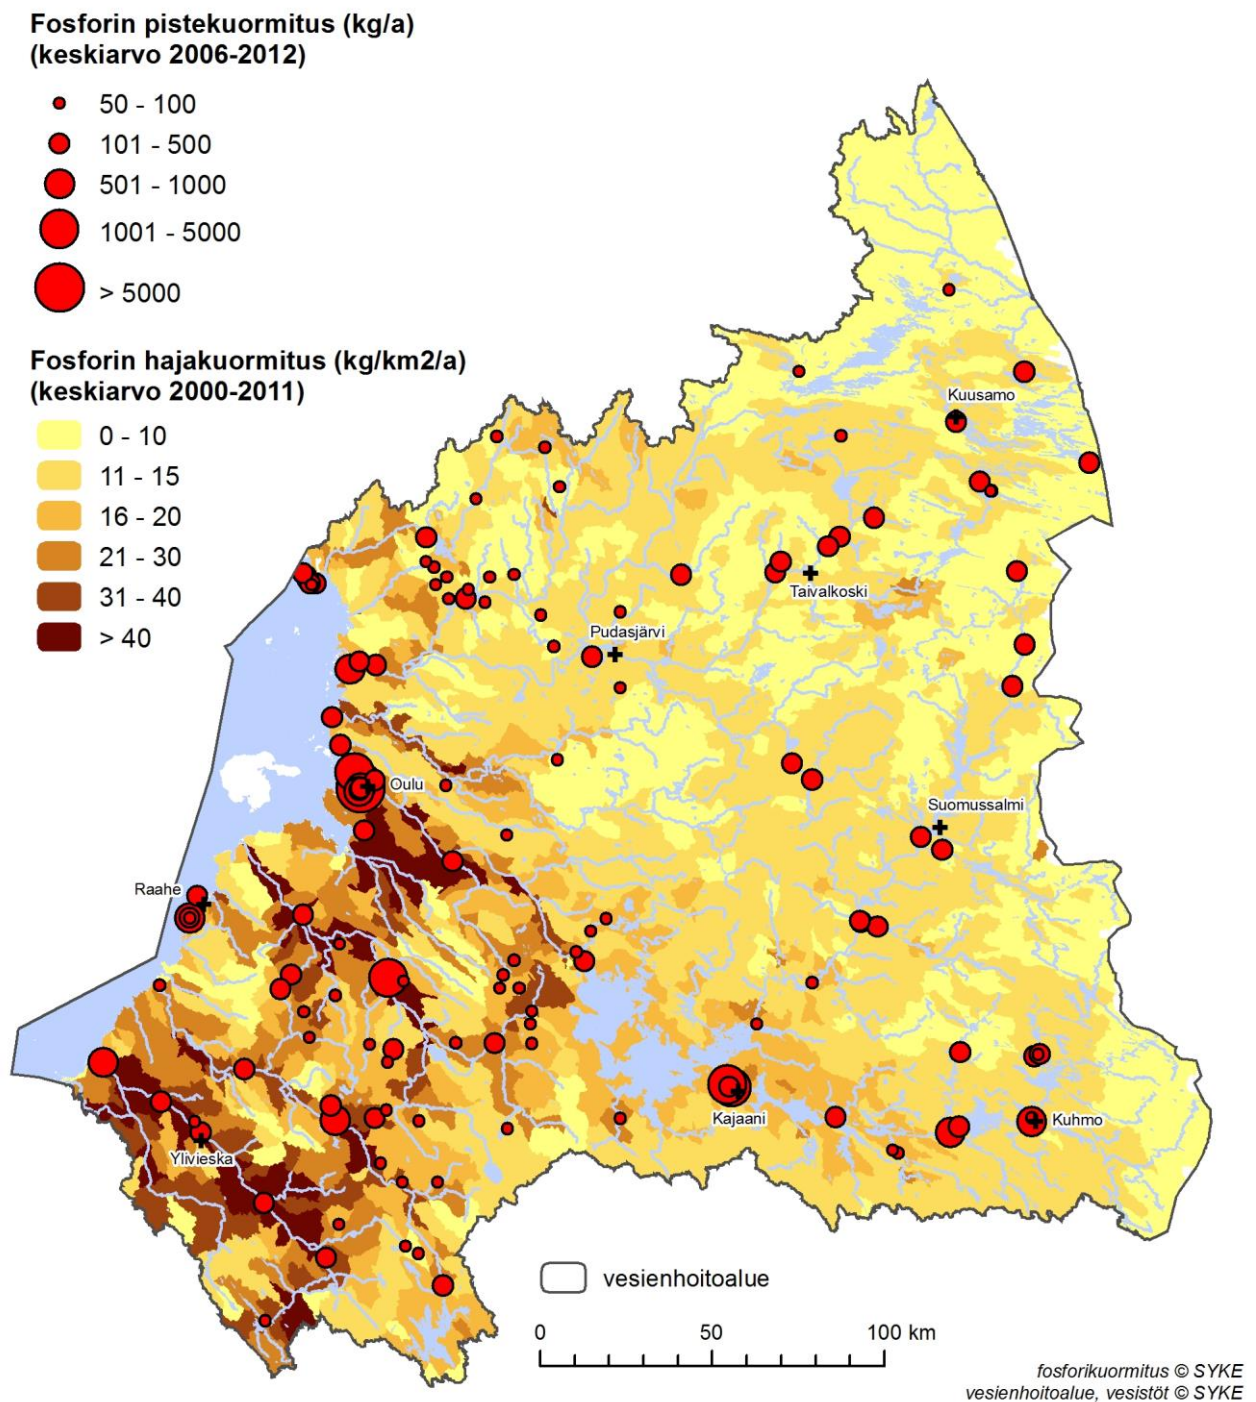 Fosforin pistekuormitus (kg/a)
(keskiarvo 2006-2012)
50 - 100
101 - 500
501 - 1000
1001 - 5000
> 5000
Fosforin hajakuormitus (kg/km2/a)
(keskiarvo 2000-2011)
0 - 10
11 - 15
16 - 20
21 - 30
31 - 40
> 40
Kuusamo
Taivalkoski
Pudasjärvi
Oulu
Suomussalmi
Raahe
Kajaani
Kuhmo
Ylivieska
vesienhoitoalue
0 50 100 km
fosforikuormitus © SYKE
vesienhoitoalue, vesistöt © SYKE